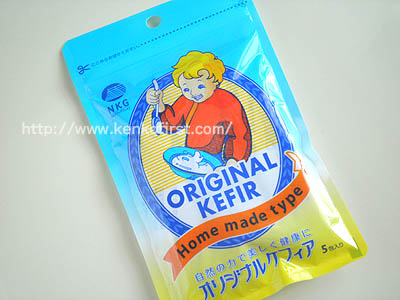 NKG
http://www.kenkofirst.com/
ORIGINAL
KEFIR
Home made type
自然の力で美しく健康に
オリジナルケフィア
5包入り